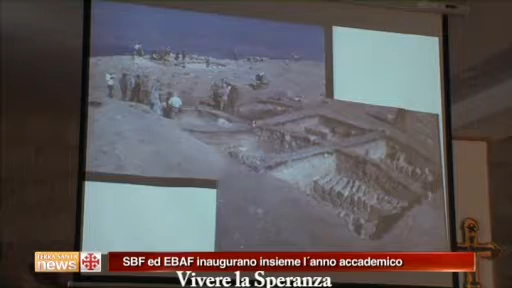 TERRA SANTA
news
SBF ed EBAF inaugurano insieme l´anno accademico
Vivere la Speranza